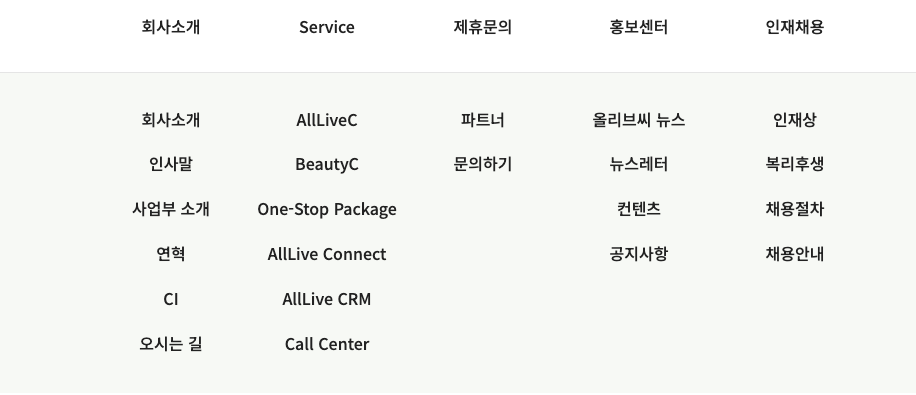 회사소개 Service 제휴문의 홍보센터 인재채용
회사소개 AllLiveC 파트너 올리브씨 뉴스 인재상
인사말 BeautyC 문의하기 뉴스레터 복리후생
사업부 소개 One-Stop Package 컨텐츠 채용절차
연혁 AllLive Connect 공지사항 채용안내
CI AllLive CRM
오시는 길 Call Center